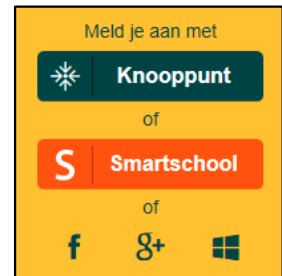 Meld je aan met
Knooppunt
of
S Smartschool
of
f g+